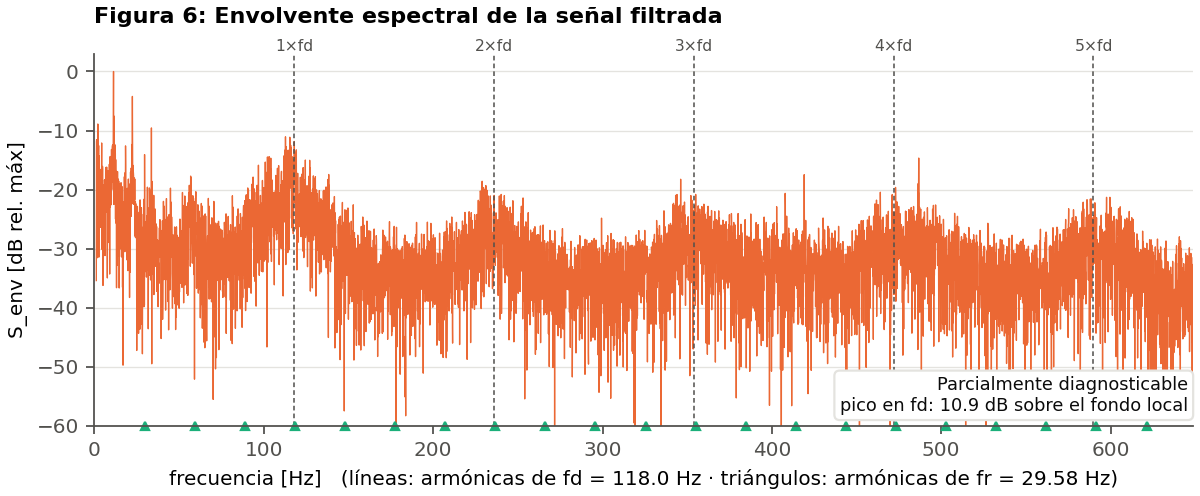 Figura 6: Envolvente espectral de la señal filtrada
1×fd 2×fd 3×fd 4×fd 5×fd
0
−10
−20
−30
−40
−50
−60
S_env [dB rel. máx]
Parcialmente diagnosticable
pico en fd: 10.9 dB sobre el fondo local
0 100 200 300 400 500 600
frecuencia [Hz] (líneas: armónicas de fd = 118.0 Hz · triángulos: armónicas de fr = 29.58 Hz)